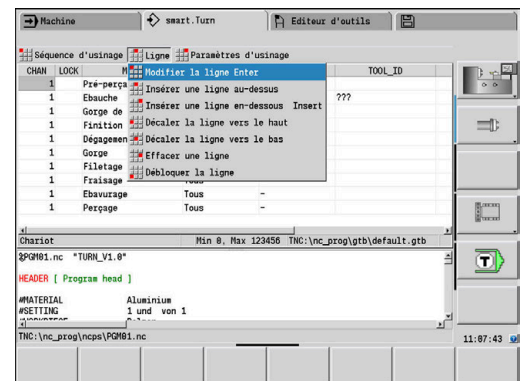 Machine smart.Turn Editeur d'outils
Séquence d'usinage Ligne Paramètres d'usinage
CHAN LOCK M TOOL_ID
Modifier la ligne Enter
Insérer une ligne au-dessus
Insérer une ligne en-dessous Insert
Décaler la ligne vers le haut
Décaler la ligne vers le bas
Effacer une ligne
Débloquer la ligne
1 Pré-perça
1 Ebauche ???
1 Gorge de
1 Finition
1 Dégagemen
1 Gorge
1 Filetage
1 Fraisage Tous
1 Ebavurage Tous -
1 Perçage Tous -
Chariot Min 0, Max 123456 TNC:\nc_prog\gtb\default.gtb
%PGM01.nc "TURN_V1.0"
HEADER [ Program head ]
#MATERIAL Aluminium
#SETTING 1 und von 1
TNC:\nc_prog\ncps\PGM01.nc
T
11:07:43